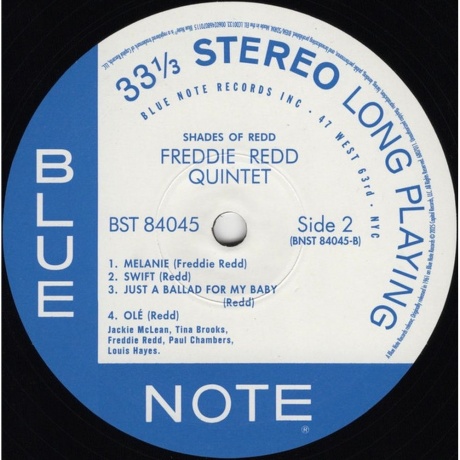 33 1/3 STEREO LONG PLAYING
BLUE NOTE RECORDS INC · 47 WEST 63rd · NYC
SHADES OF REDD
FREDDIE REDD
QUINTET
BST 84045
Side 2
(BNST 84045-B)
1. MELANIE (Freddie Redd)
2. SWIFT (Redd)
3. JUST A BALLAD FOR MY BABY
(Redd)
4. OLÉ (Redd)
Jackie McLean, Tina Brooks,
Freddie Redd, Paul Chambers,
Louis Hayes.
BLUE
NOTE
®